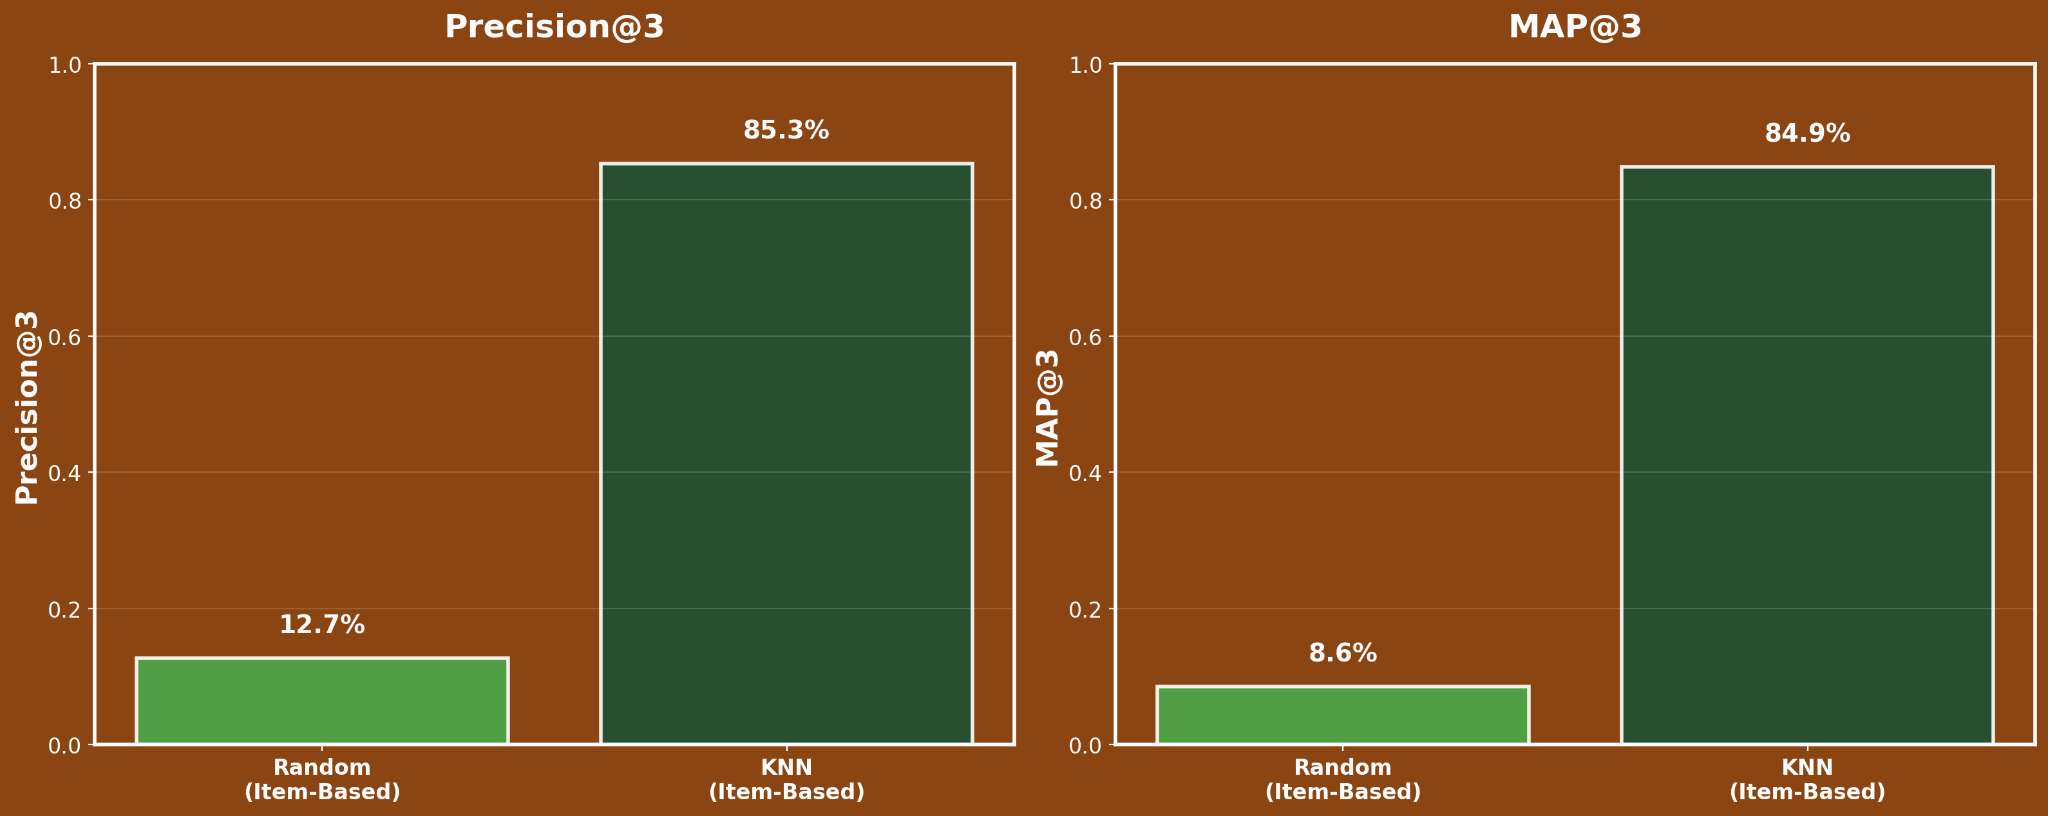 Precision@3
1.0
0.8
0.6
0.4
0.2
0.0
Precision@3
12.7%
85.3%
Random
(Item-Based)
KNN
(Item-Based)
MAP@3
1.0
0.8
0.6
0.4
0.2
0.0
MAP@3
8.6%
84.9%
Random
(Item-Based)
KNN
(Item-Based)